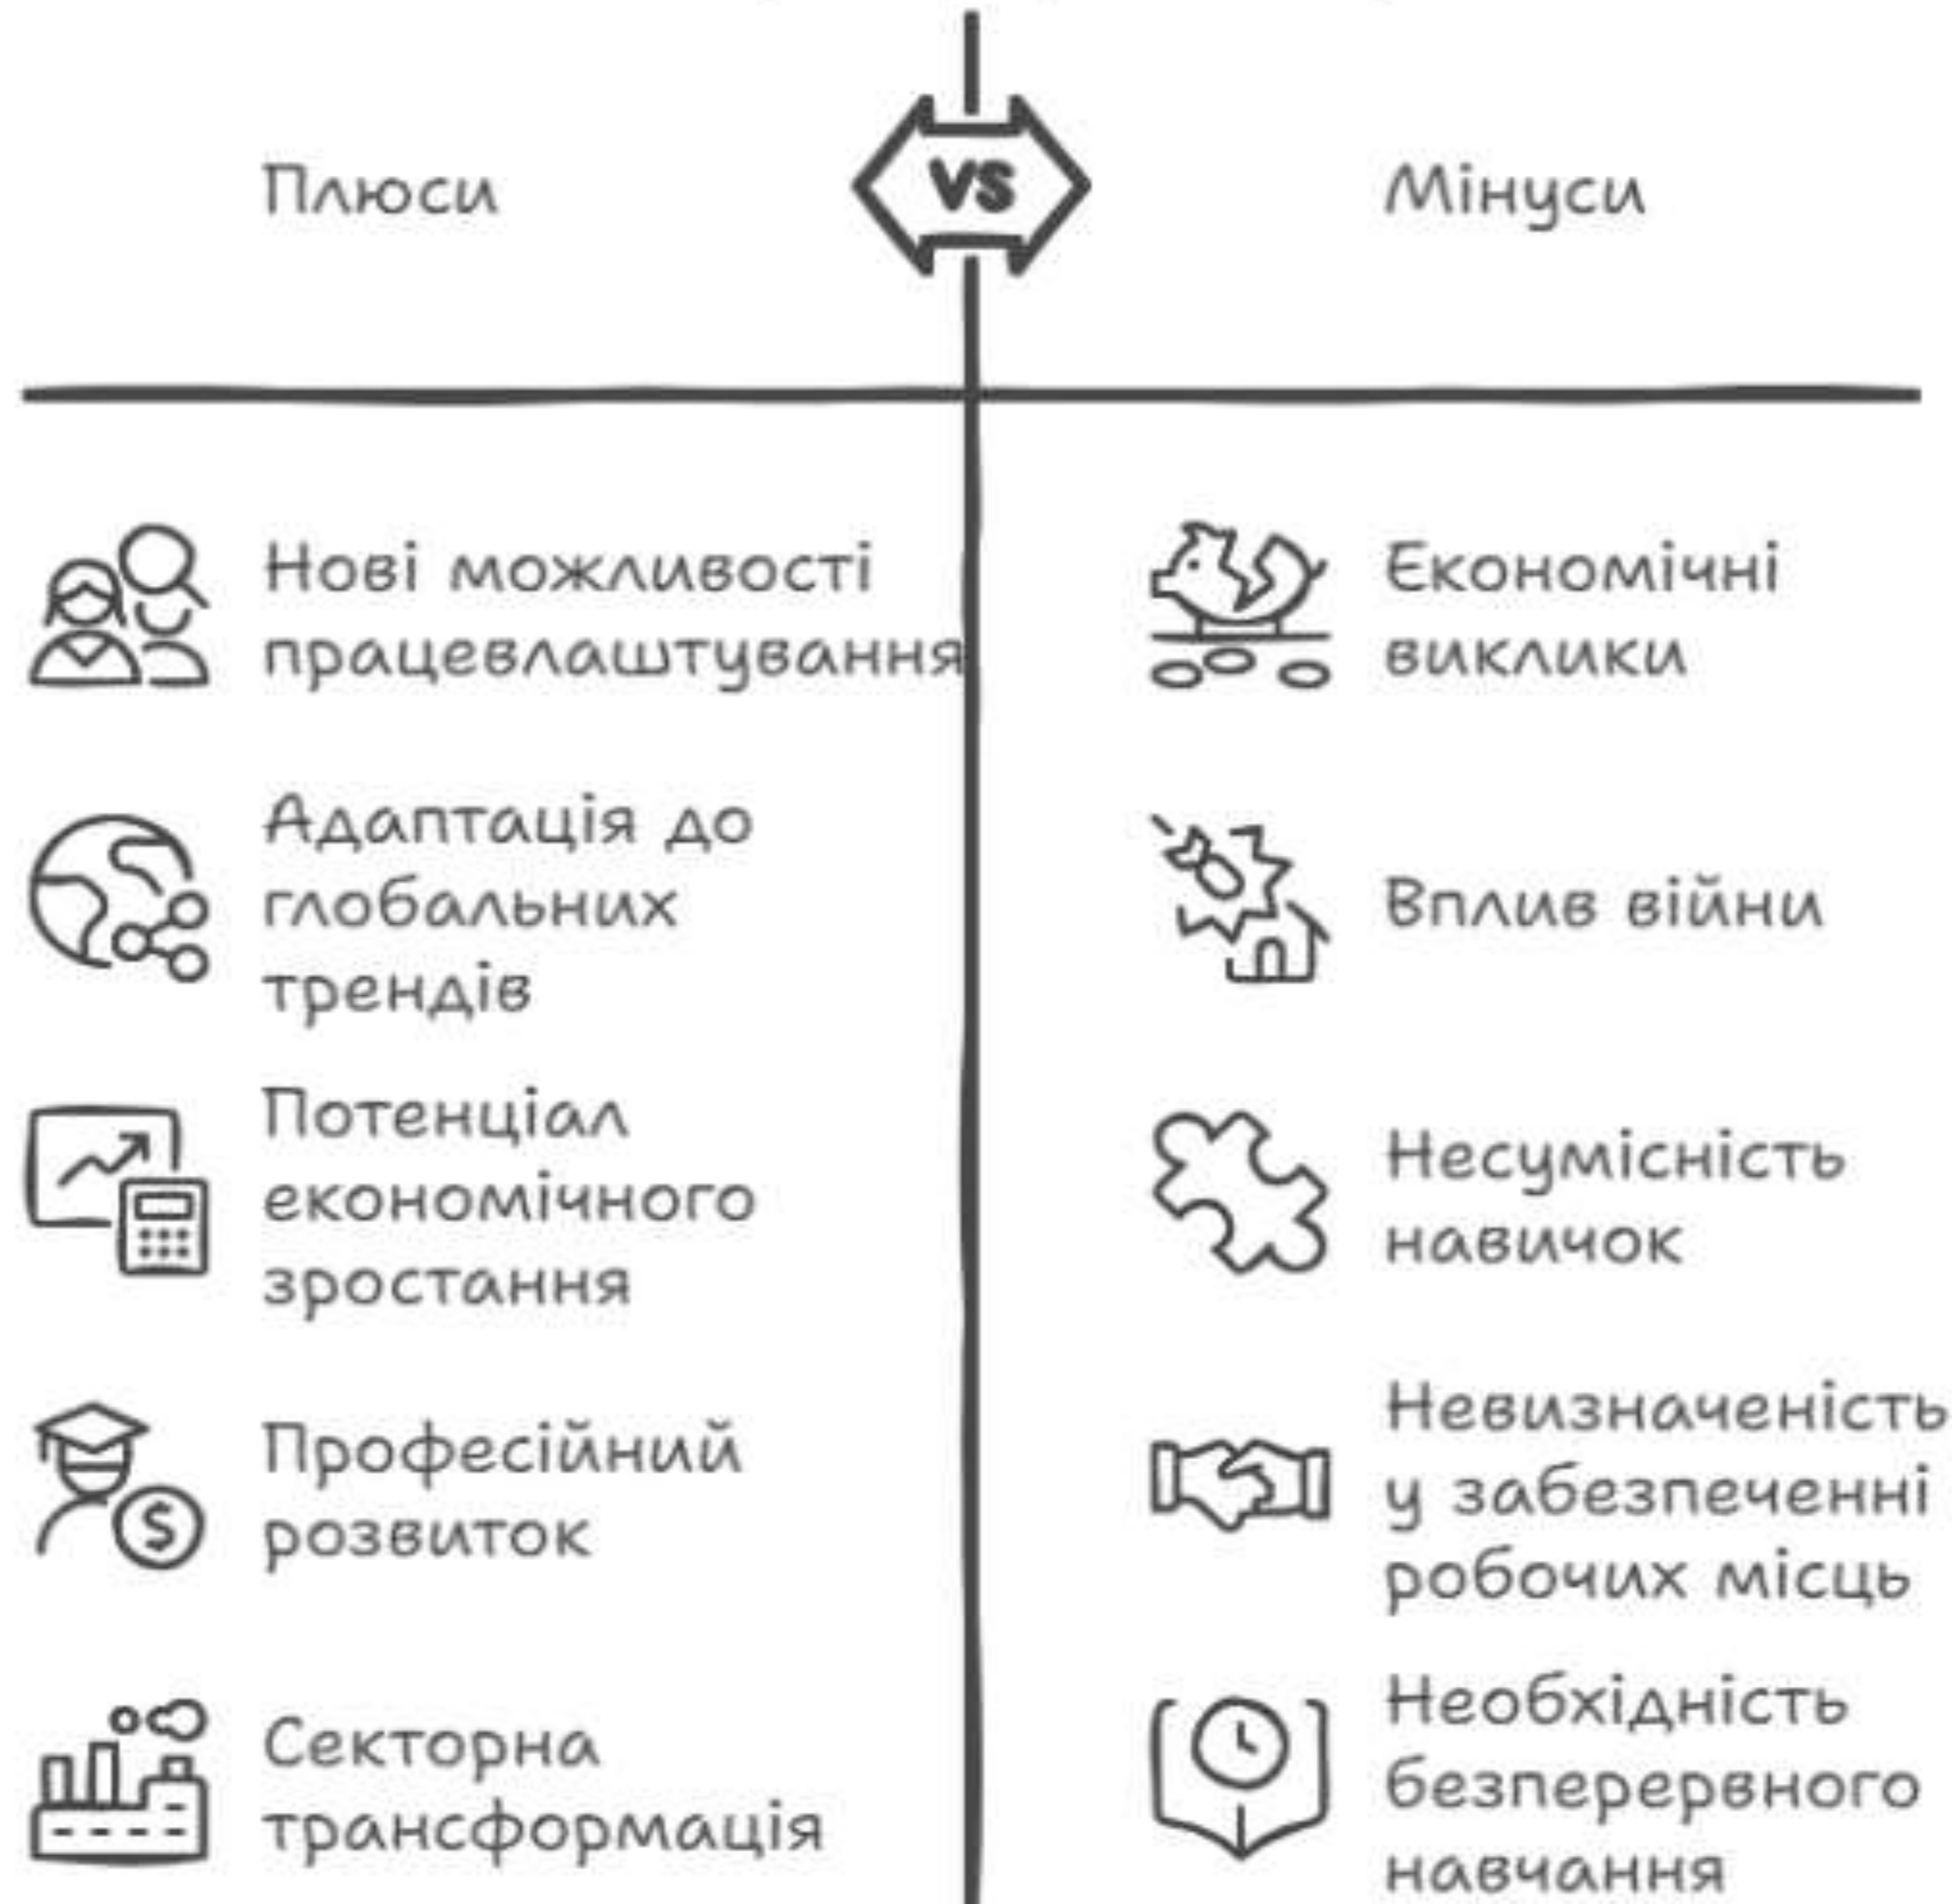 Плюси
VS
Мінуси
Нові можливості
працевлаштування
Адаптація до
глобальних
трендів
Потенціал
економічного
зростання
Професійний
розвиток
Секторна
трансформація
Економічні
виклики
Вплив війни
Несумісність
навичок
Невизначеність
у забезпеченні
робочих місць
Необхідність
безперервного
навчання